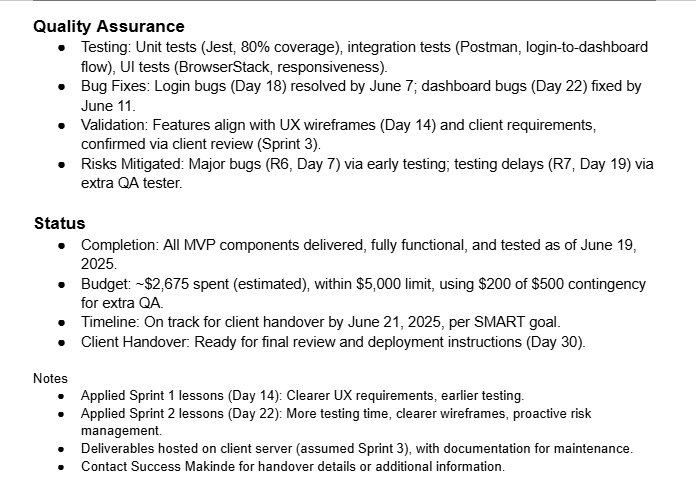 Quality Assurance
● Testing: Unit tests (Jest, 80% coverage), integration tests (Postman, login-to-dashboard
flow), UI tests (BrowserStack, responsiveness).
● Bug Fixes: Login bugs (Day 18) resolved by June 7; dashboard bugs (Day 22) fixed by
June 11.
● Validation: Features align with UX wireframes (Day 14) and client requirements,
confirmed via client review (Sprint 3).
● Risks Mitigated: Major bugs (R6, Day 7) via early testing; testing delays (R7, Day 19) via
extra QA tester.
Status
● Completion: All MVP components delivered, fully functional, and tested as of June 19,
2025.
● Budget: ~$2,675 spent (estimated), within $5,000 limit, using $200 of $500 contingency
for extra QA.
● Timeline: On track for client handover by June 21, 2025, per SMART goal.
● Client Handover: Ready for final review and deployment instructions (Day 30).
Notes
● Applied Sprint 1 lessons (Day 14): Clearer UX requirements, earlier testing.
● Applied Sprint 2 lessons (Day 22): More testing time, clearer wireframes, proactive risk
management.
● Deliverables hosted on client server (assumed Sprint 3), with documentation for maintenance.
● Contact Success Makinde for handover details or additional information.